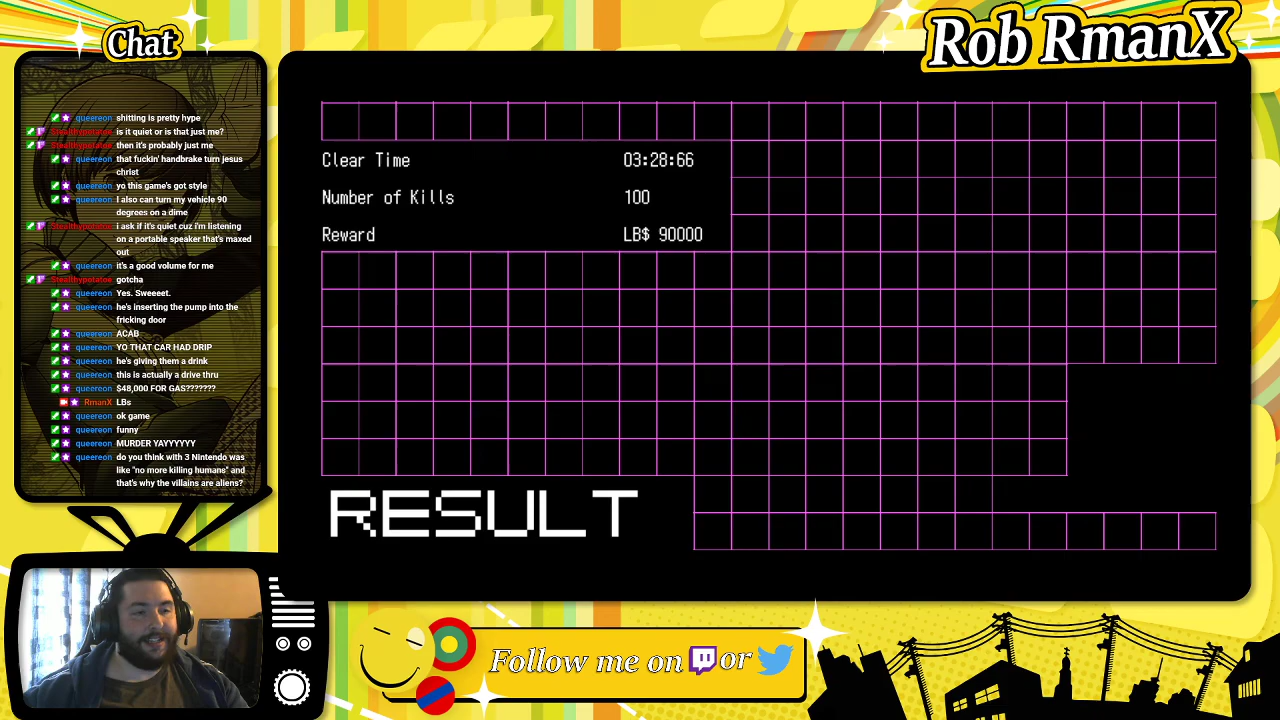 Chat
Rob RmanX
queereon shitting is pretty hype
Stealthypotatoe is it quiet or is that just me?
Stealthypotatoe then it's probably just me
queereon that fuckin' handbrake turn jesus
christ
queereon yo this game's got style
queereon I also can turn my vehicle 90
degrees on a dime
Stealthypotatoe I ask if it's quiet cuz i'm listening
on a portable speaker that's maxed
out
queereon it's a good volume for me
Stealthypotatoe gotcha
queereon Yes. Sweeeet.
queereon he's inserting the pump into the
fricking door
queereon ACAB
queereon YO THAT CAR HAD DRIP
queereon he's giving them a drink
queereon this is actually a drive thru
queereon $48,000 FOR GAS???????
RmanX LBs
queereon ok game
queereon funny
queereon MURDER YAYYYYYY
queereon do you think with 3 Nintendo was
like "no more killing humans" and
that's why the villains are aliens?
Clear Time 03:28:66
Number of Kills 100
Reward LB$ 90000
RESULT
Follow me on or